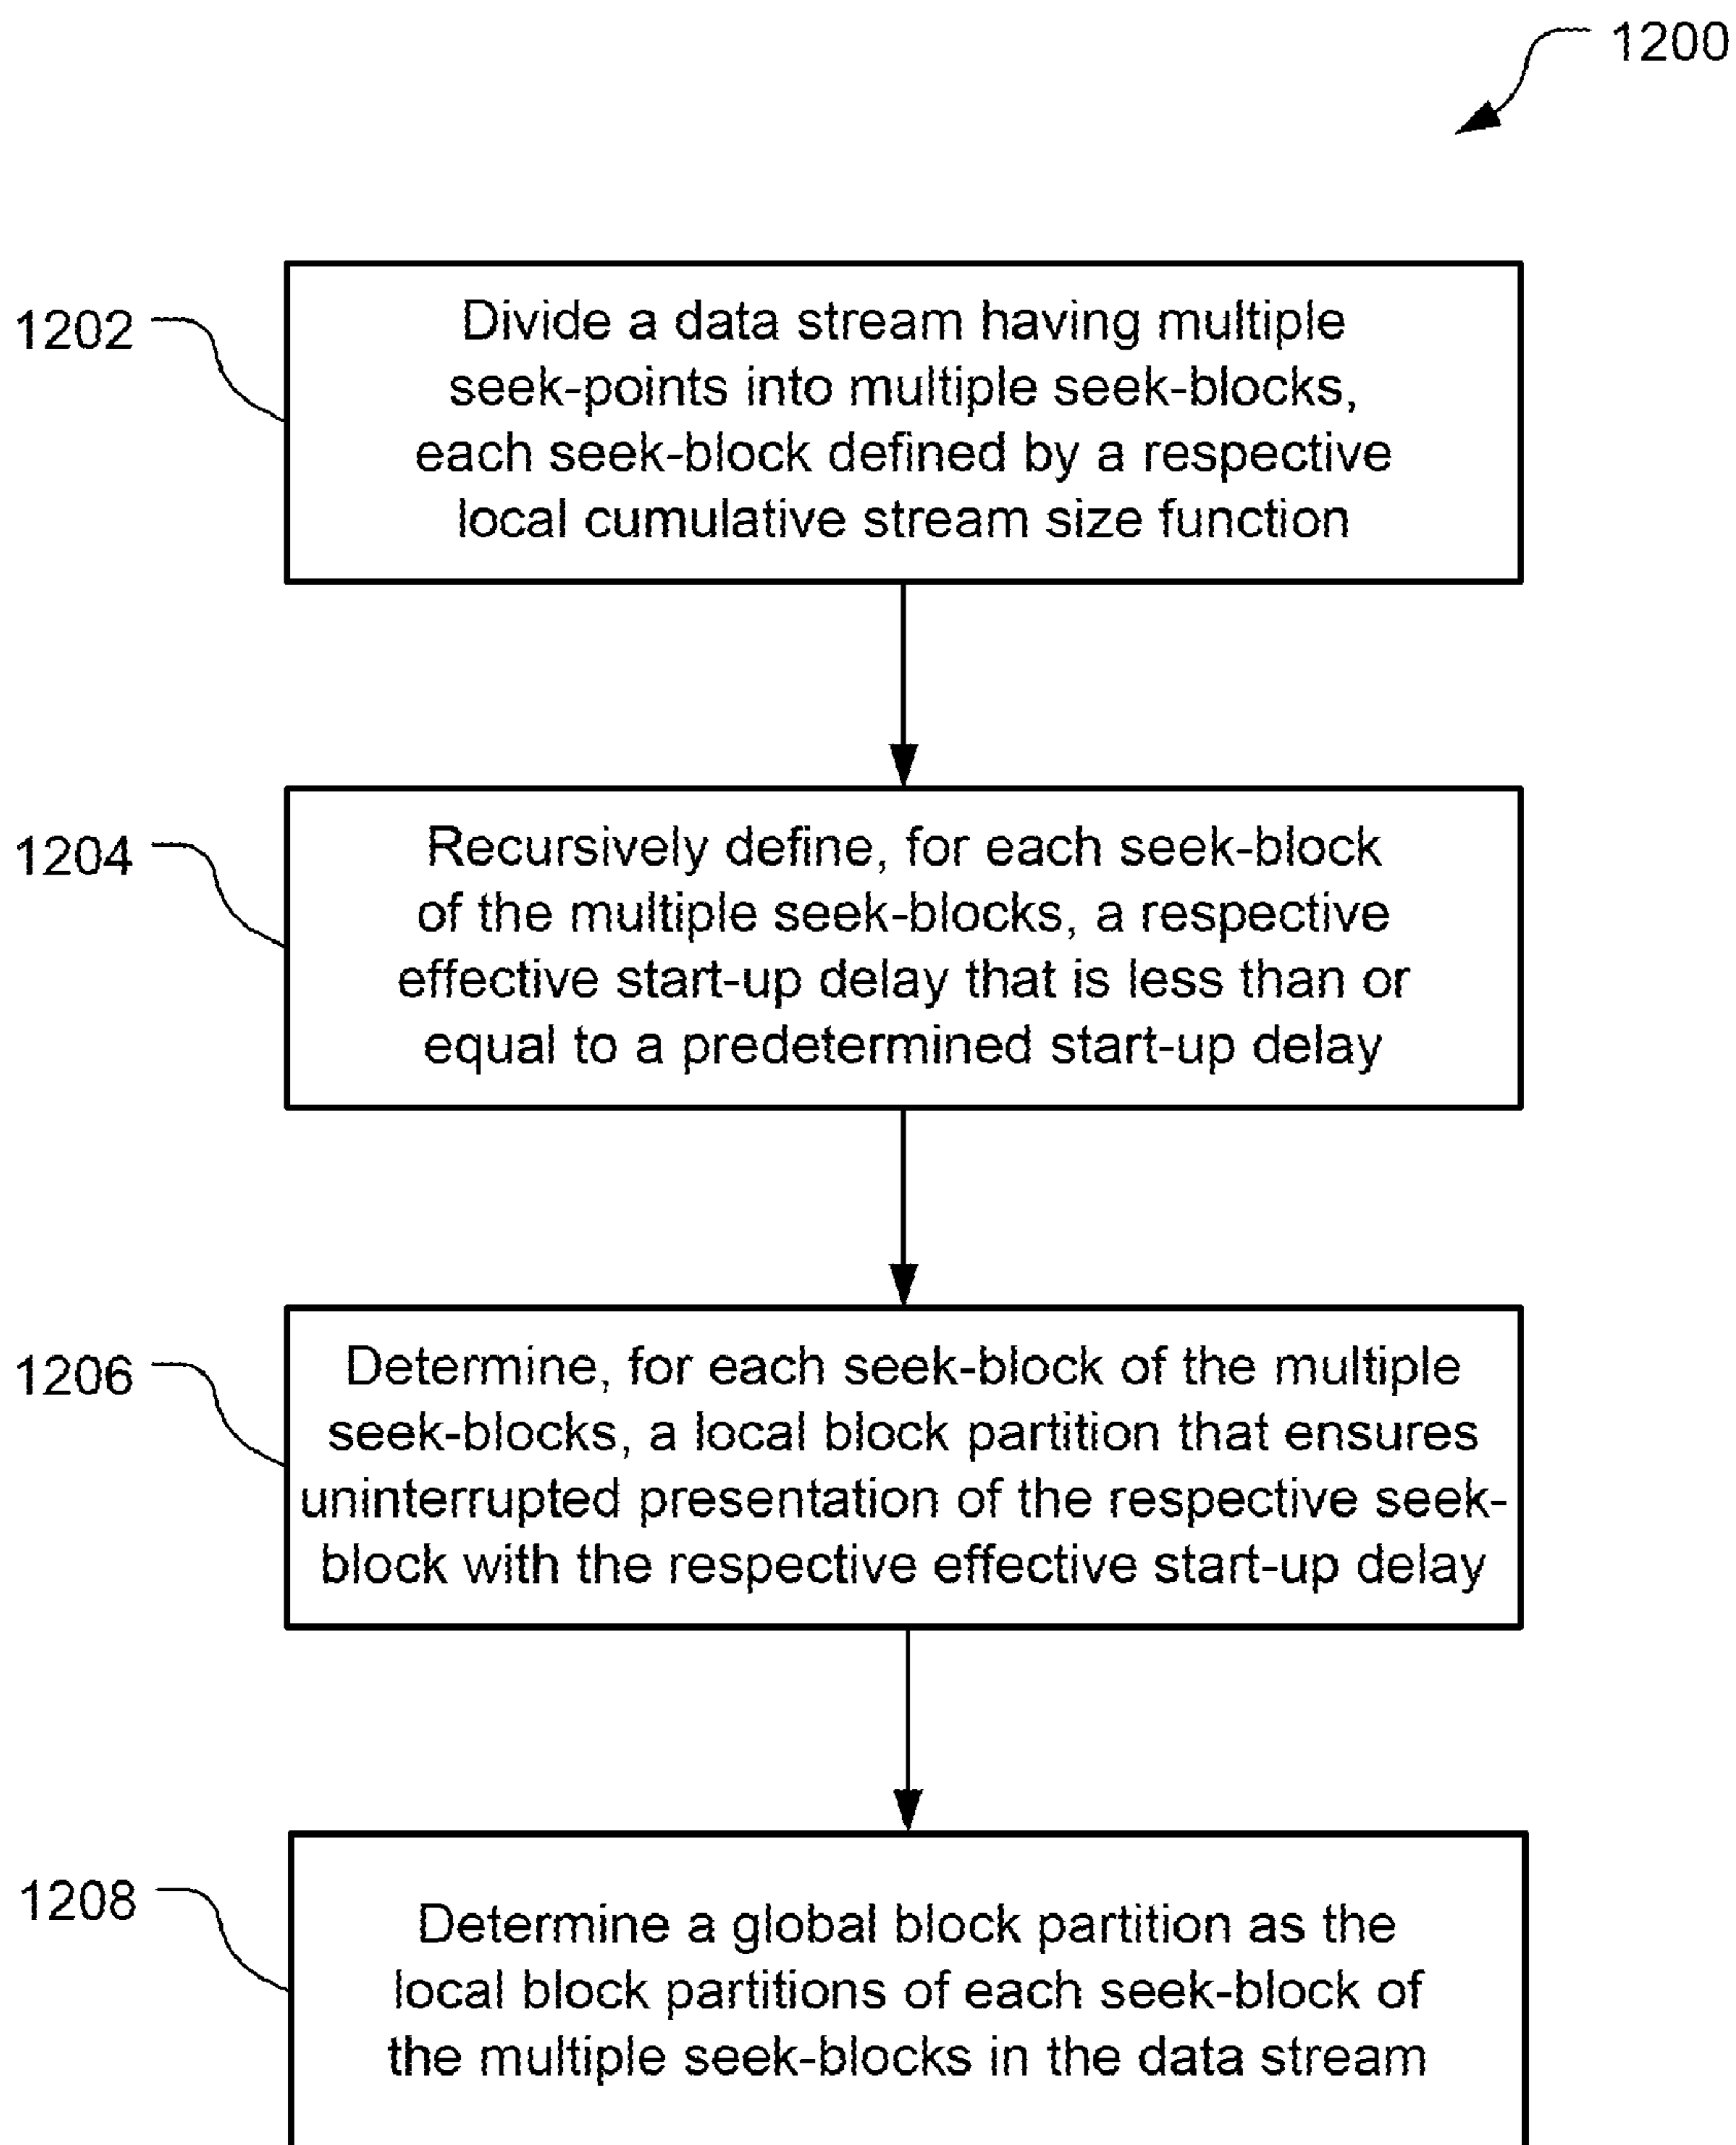 1200
1202
Divide a data stream having multiple
seek-points into multiple seek-blocks,
each seek-block defined by a respective
local cumulative stream size function
1204
Recursively define, for each seek-block
of the multiple seek-blocks, a respective
effective start-up delay that is less than or
equal to a predetermined start-up delay
1206
Determine, for each seek-block of the multiple
seek-blocks, a local block partition that ensures
uninterrupted presentation of the respective seek-
block with the respective effective start-up delay
1208
Determine a global block partition as the
local block partitions of each seek-block of
the multiple seek-blocks in the data stream